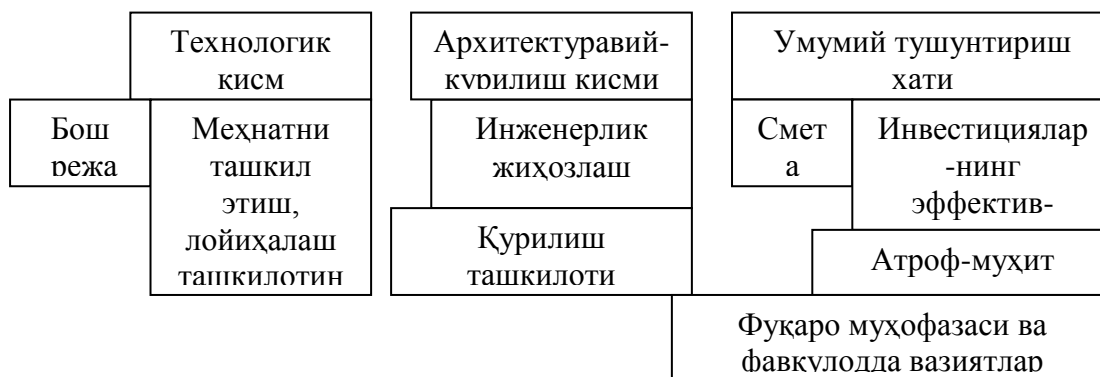 Технологик
қисм
Архитектуравий-
қурилиш қисми
Умумий тушунтириш
хати
Бош
режа
Меҳнатни
ташкил
этиш,
лойиҳалаш
ташкилотин
Инженерлик
жиҳозлаш
Смет
а
Инвестициялар
-нинг
эффектив-
Қурилиш
ташкилоти
Атроф-муҳит
Фуқаро муҳофазаси ва
фавқулодда вазиятлар